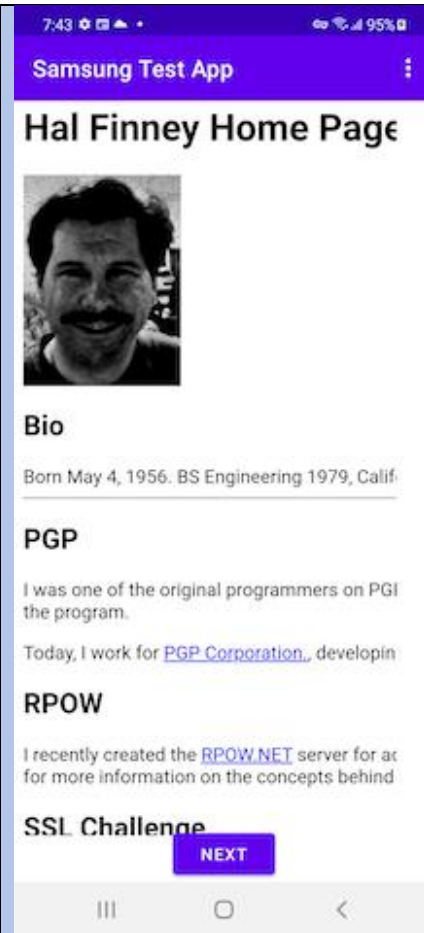 7:43 95%
Samsung Test App
Hal Finney Home Page
Bio
Born May 4, 1956. BS Engineering 1979, Calif
PGP
I was one of the original programmers on PGP
the program.
Today, I work for PGP Corporation., developin
RPOW
I recently created the RPOW.NET server for
for more information on the concepts behind
SSL Challenge
NEXT